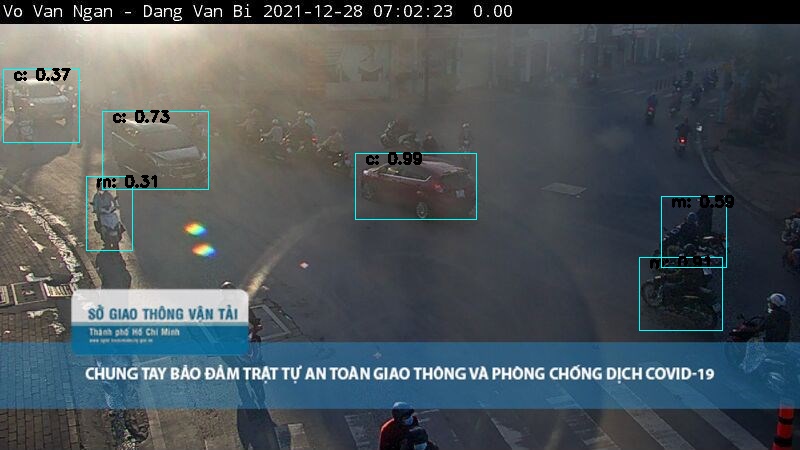 Vo Van Ngan - Dang Van Bi 2021-12-28 07:02:23 0.00
c: 0.37
c: 0.73
c: 0.99
m: 0.31
m: 0.59
SỞ GIAO THÔNG VẬN TẢI
Thành phố Hồ Chí Minh
CHUNG TAY BẢO ĐẢM TRẬT TỰ AN TOÀN GIAO THÔNG VÀ PHÒNG CHỐNG DỊCH COVID-19